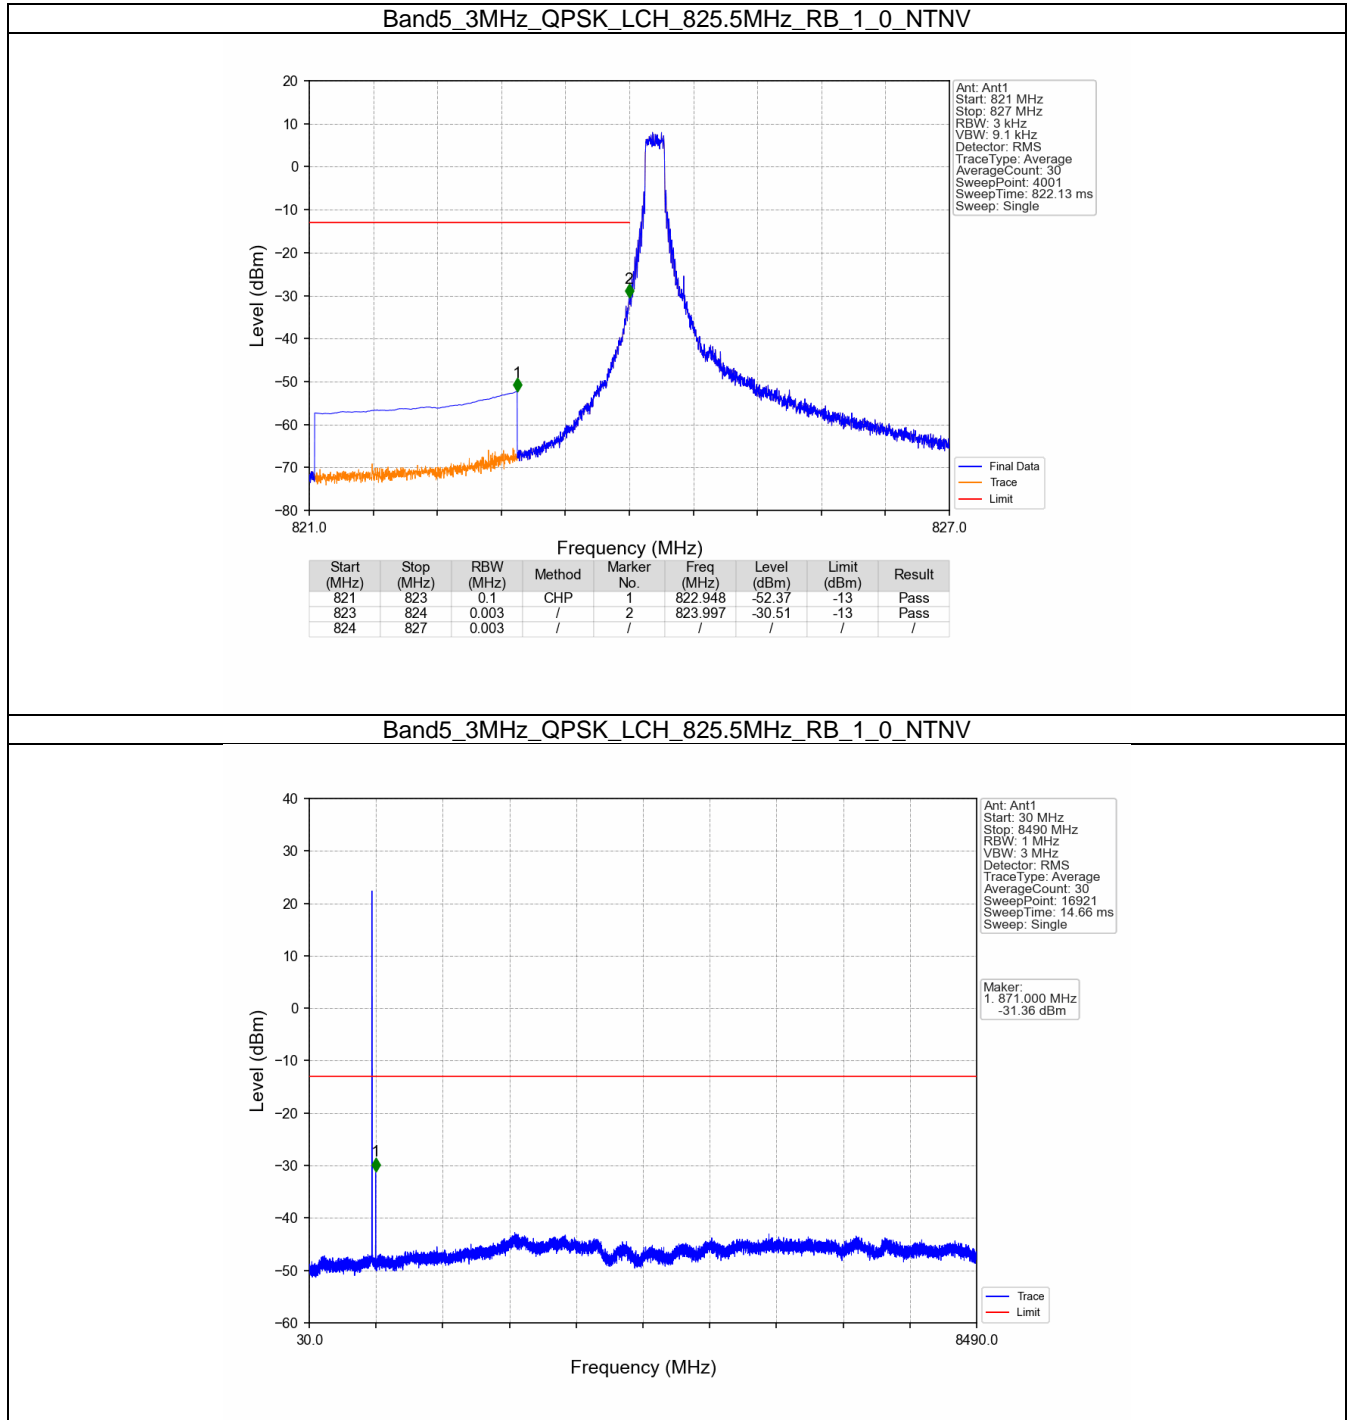 Band5_3MHz_QPSK_LCH_825.5MHz_RB_1_0_NTNV
20
10
0
−10
−20
−30
−40
−50
−60
−70
−80
Level (dBm)
1
2
821.0
827.0
Frequency (MHz)
Ant: Ant1
Start: 821 MHz
Stop: 827 MHz
RBW: 3 kHz
VBW: 9.1 kHz
Detector: RMS
TraceType: Average
AverageCount: 30
SweepPoint: 4001
SweepTime: 822.13 ms
Sweep: Single
Final Data
Trace
Limit
Start (MHz) Stop (MHz) RBW (MHz) Method Marker No. Freq (MHz) Level (dBm) Limit (dBm) Result
821 823 0.1 CHP 1 822.948 -52.37 -13 Pass
823 824 0.003 / 2 823.997 -30.51 -13 Pass
824 827 0.003 / / / / / /
Band5_3MHz_QPSK_LCH_825.5MHz_RB_1_0_NTNV
40
30
20
10
0
−10
−20
−30
−40
−50
−60
Level (dBm)
1
30.0
8490.0
Frequency (MHz)
Ant: Ant1
Start: 30 MHz
Stop: 8490 MHz
RBW: 1 MHz
VBW: 3 MHz
Detector: RMS
TraceType: Average
AverageCount: 30
SweepPoint: 16921
SweepTime: 14.66 ms
Sweep: Single
Maker:
1. 871.000 MHz
-31.36 dBm
Trace
Limit